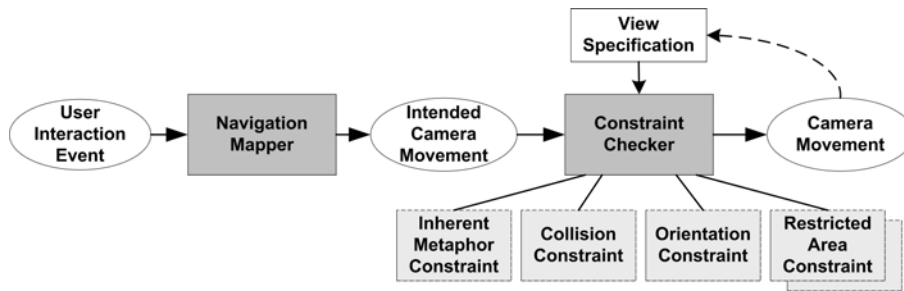 View
Specification
User
Interaction
Event
Navigation
Mapper
Intended
Camera
Movement
Constraint
Checker
Camera
Movement
Inherent
Metaphor
Constraint
Collision
Constraint
Orientation
Constraint
Restricted
Area
Constraint